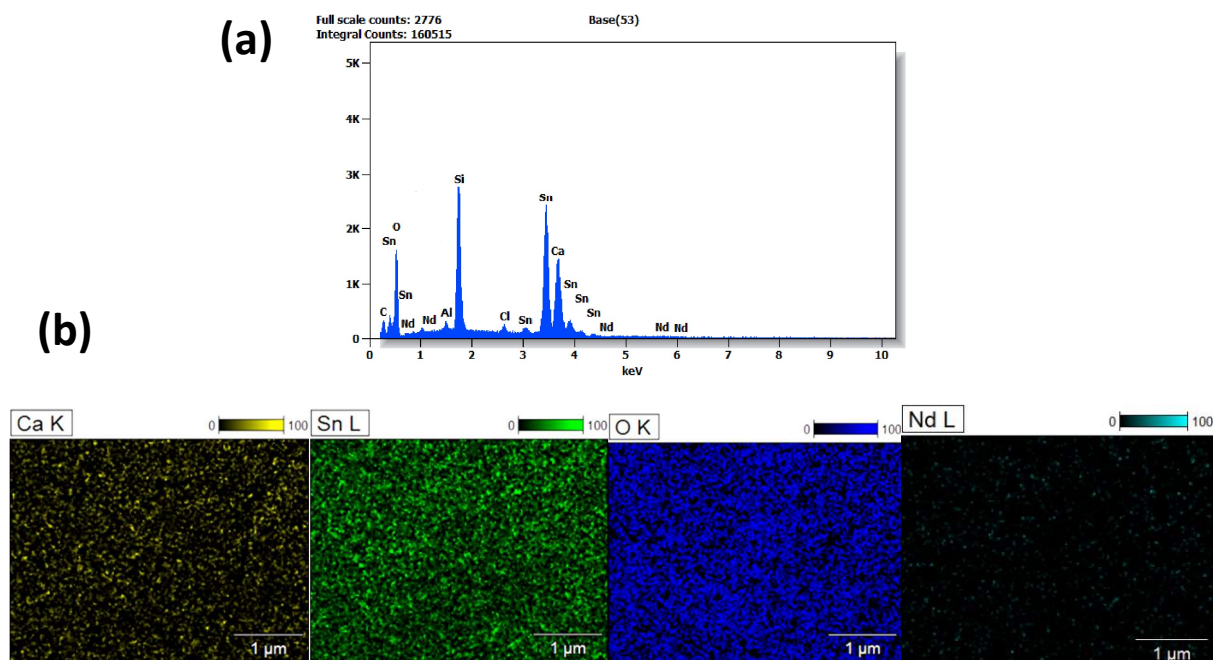 (a)
Full scale counts: 2776
Integral Counts: 160515
Base(53)
5K
4K
3K
2K
1K
0
Si
Sn
O
Sn
Ca
Sn
Sn
Sn
C
Sn
Nd
Nd
Al
Cl
Sn
Nd
Nd
Nd
0 1 2 3 4 5 6 7 8 9 10
keV
(b)
Ca K
0 100
1 µm
Sn L
0 100
1 µm
O K
0 100
1 µm
Nd L
0 100
1 µm